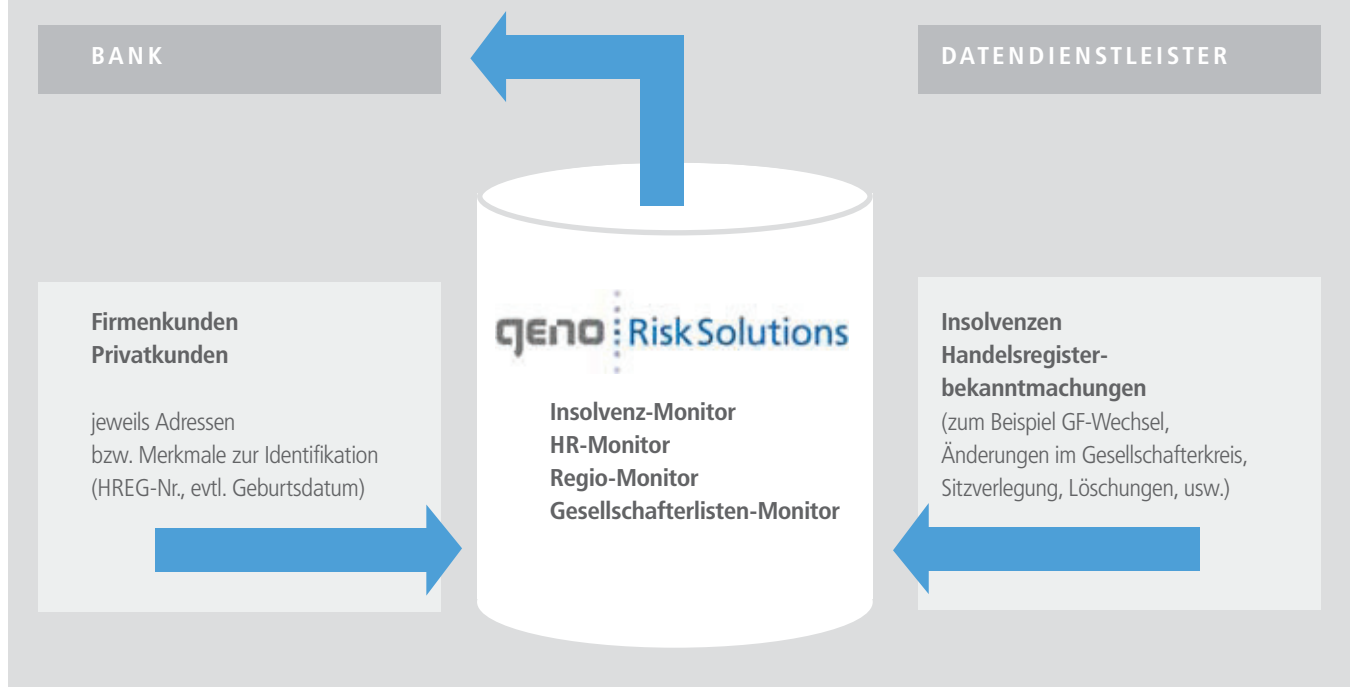 BANK
Firmenkunden
Privatkunden
jeweils Adressen
bzw. Merkmale zur Identifikation
(HREG-Nr., evtl. Geburtsdatum)
geno Risk Solutions
Insolvenz-Monitor
HR-Monitor
Regio-Monitor
Gesellschafterlisten-Monitor
DATENDIENSTLEISTER
Insolvenzen
Handelsregister-
bekanntmachungen
(zum Beispiel GF-Wechsel,
Änderungen im Gesellschafterkreis,
Sitzverlegung, Löschungen, usw.)